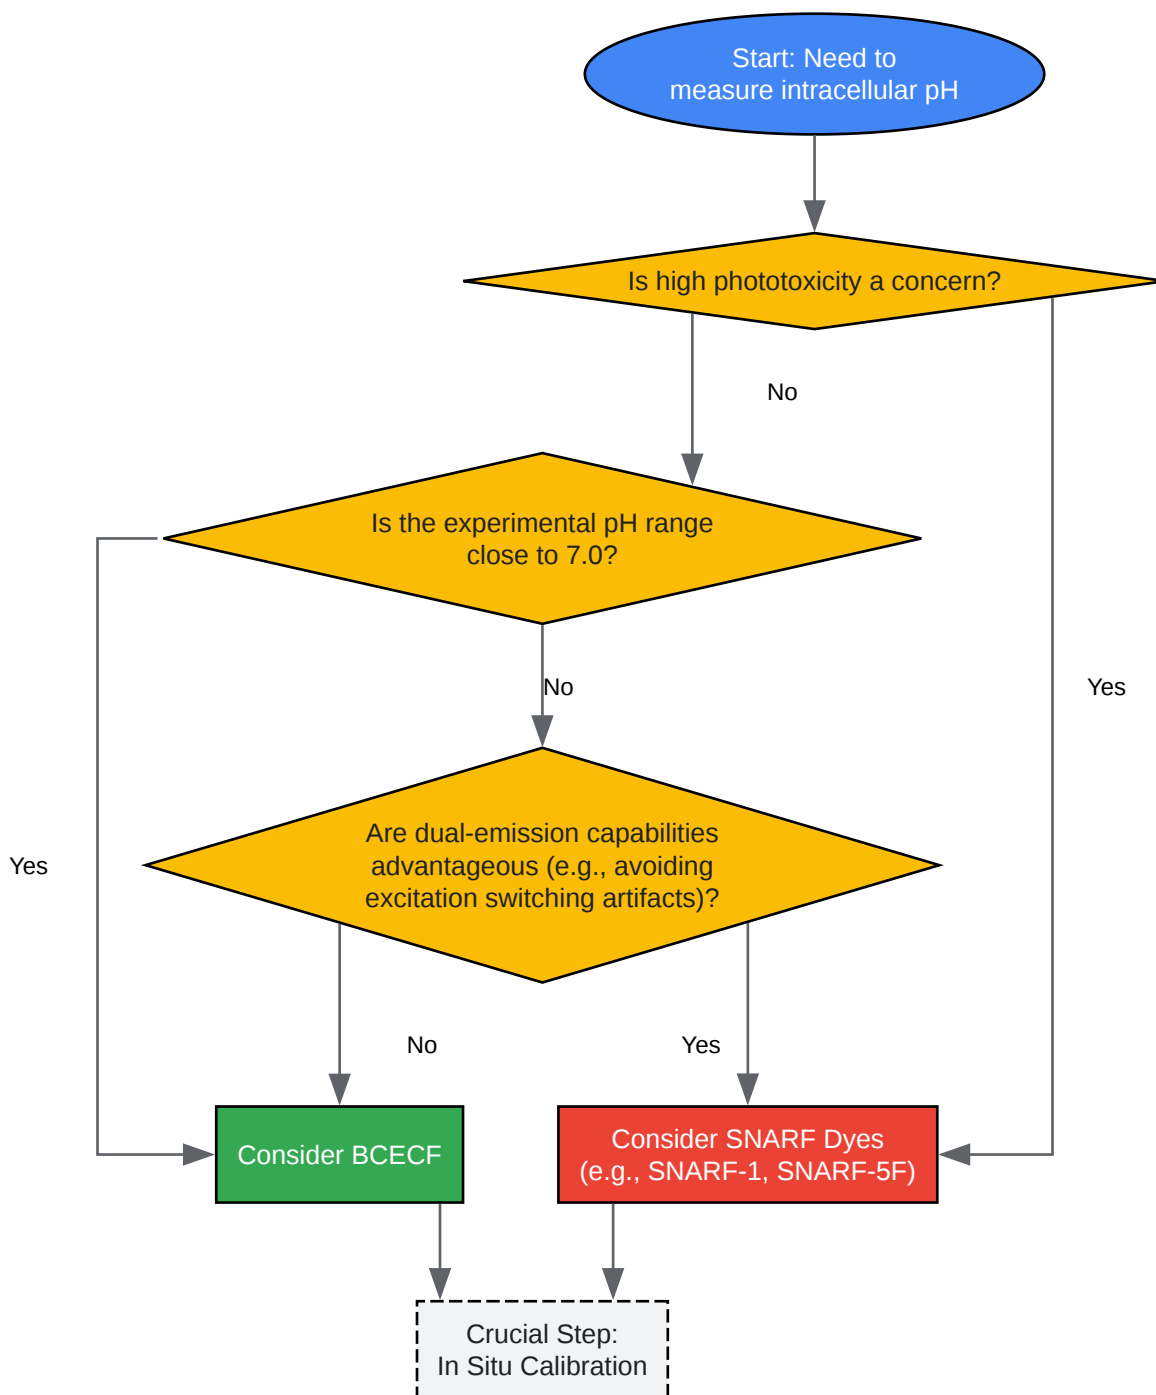 Start: Need to
measure intracellular pH
Is high phototoxicity a concern?
No
Is the experimental pH range
close to 7.0?
No
Yes
Are dual-emission capabilities
advantageous (e.g., avoiding
excitation switching artifacts)?
Yes
No
Yes
Consider BCECF
Consider SNARF Dyes
(e.g., SNARF-1, SNARF-5F)
Crucial Step:
In Situ Calibration